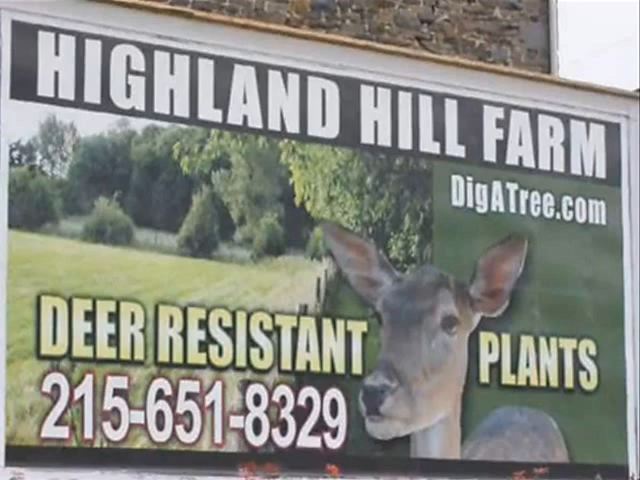 HIGHLAND HILL FARM
DigATree.com
DEER RESISTANT PLANTS
215-651-8329